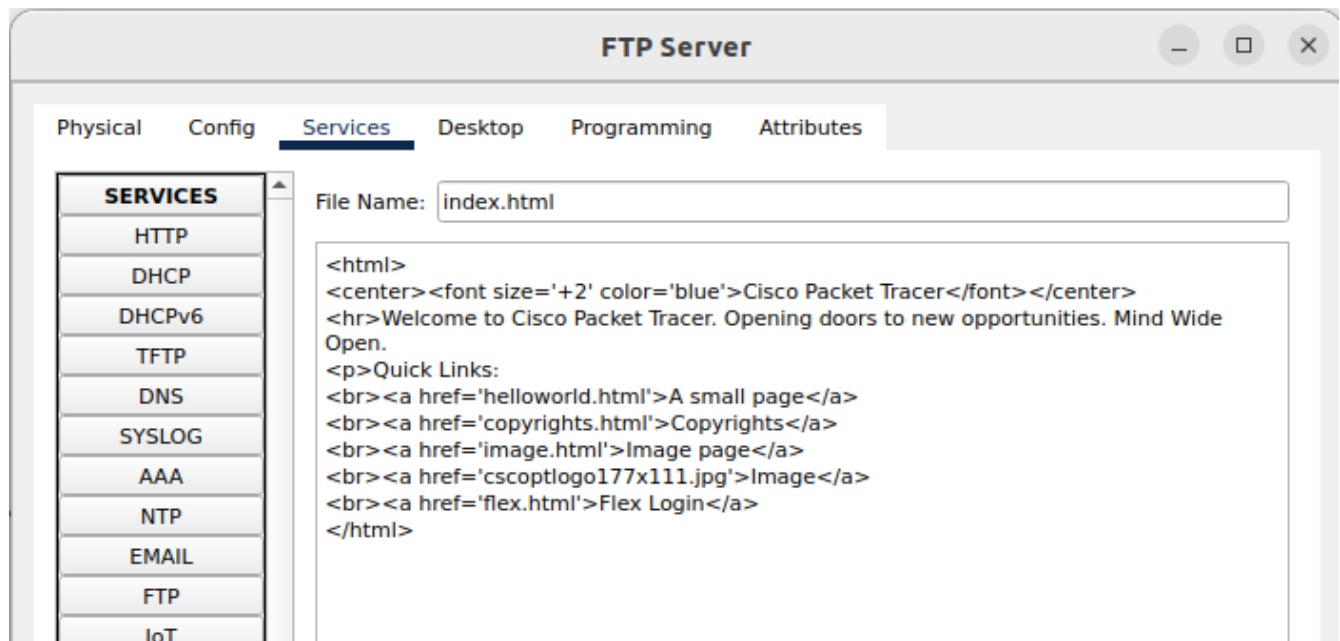 FTP Server
Physical Config Services Desktop Programming Attributes
SERVICES
HTTP
DHCP
DHCPv6
TFTP
DNS
SYSLOG
AAA
NTP
EMAIL
FTP
IoT
File Name: index.html
<html>
<center><font size='+2' color='blue'>Cisco Packet Tracer</font></center>
<hr>Welcome to Cisco Packet Tracer. Opening doors to new opportunities. Mind Wide
Open.
<p>Quick Links:
<br><a href='helloworld.html'>A small page</a>
<br><a href='copyrights.html'>Copyrights</a>
<br><a href='image.html'>Image page</a>
<br><a href='cscoptlogo177x111.jpg'>Image</a>
<br><a href='flex.html'>Flex Login</a>
</html>